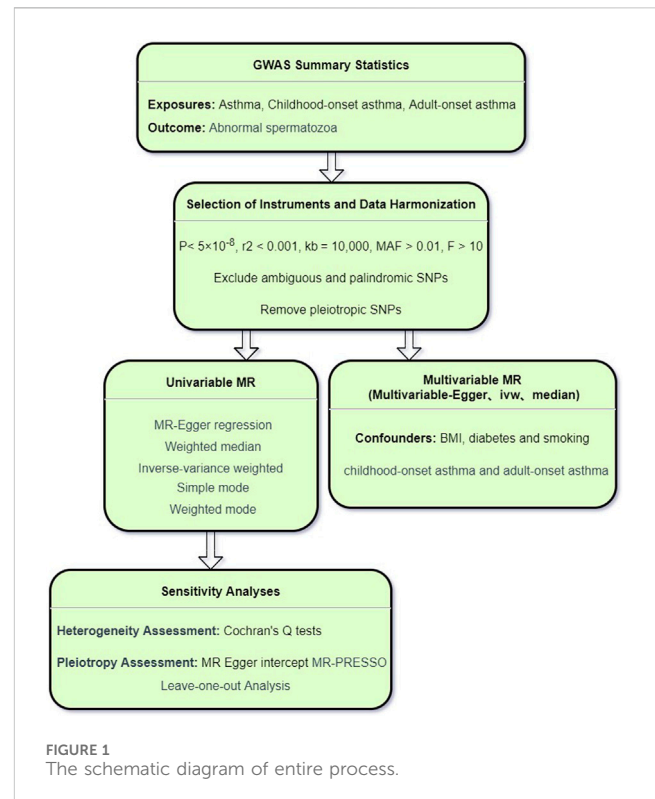 GWAS Summary Statistics
Exposures: Asthma, Childhood-onset asthma, Adult-onset asthma
Outcome: Abnormal spermatozoa
Selection of Instruments and Data Harmonization
P< 5×10⁻⁸, r2 < 0.001, kb = 10,000, MAF > 0.01, F > 10
Exclude ambiguous and palindromic SNPs
Remove pleiotropic SNPs
Univariable MR
MR-Egger regression
Weighted median
Inverse-variance weighted
Simple mode
Weighted mode
Multivariable MR
(Multivariable-Egger、ivw、median)
Confounders: BMI, diabetes and smoking
childhood-onset asthma and adult-onset asthma
Sensitivity Analyses
Heterogeneity Assessment: Cochran's Q tests
Pleiotropy Assessment: MR Egger intercept MR-PRESSO
Leave-one-out Analysis
FIGURE 1
The schematic diagram of entire process.